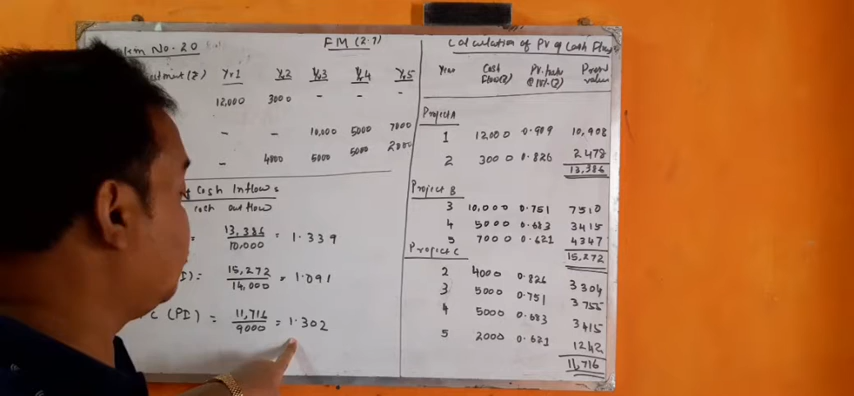 No. 20
FM (2.7)
Yr1 Yr2 Yr3 Yr4 Yr5
12,000 3000 - - -
- - 10,000 5000 7000
- 4000 5000 5000 2000
Cash Inflows
Cash outflow
13,386 / 10,000 = 1.339
15,272 / 14,000 = 1.091
C (PI) = 11,716 / 9000 = 1.302
Calculation of PV of Cash Flows
Year Cash PV. Present
value
Project A
1 12000 0.909 10,908
2 3000 0.826 2478
13,386
Project B
3 10,000 0.751 7510
4 5000 0.683 3415
5 7000 0.621 4347
15,272
Project C
2 4000 0.826 3304
3 5000 0.751 3755
4 5000 0.683 3415
5 2000 0.621 1242
11,716